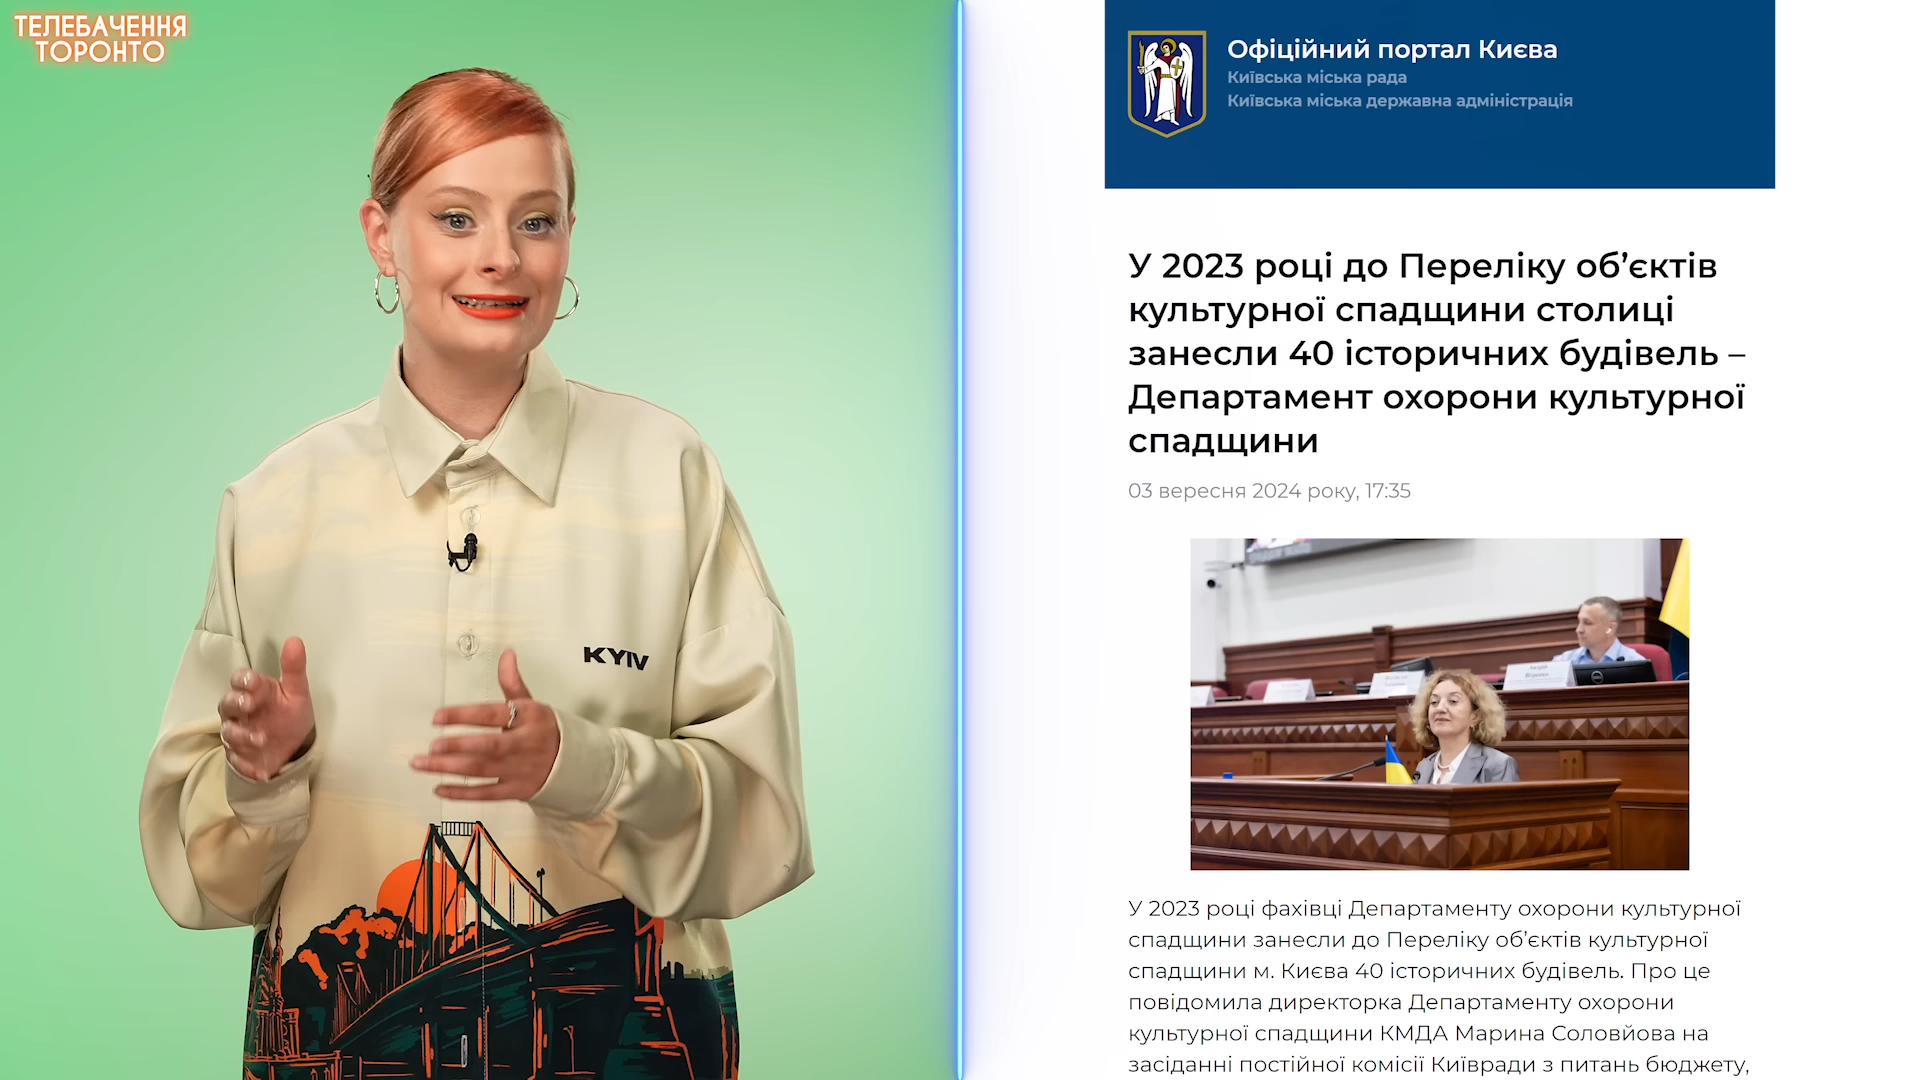 ТЕЛЕБАЧЕННЯ
ТОРОНТО
KYIV
Офіційний портал Києва
Київська міська рада
Київська міська державна адміністрація
У 2023 році до Переліку об’єктів
культурної спадщини столиці
занесли 40 історичних будівель –
Департамент охорони культурної
спадщини
03 вересня 2024 року, 17:35
У 2023 році фахівці Департаменту охорони культурної
спадщини занесли до Переліку об’єктів культурної
спадщини м. Києва 40 історичних будівель. Про це
повідомила директорка Департаменту охорони
культурної спадщини КМДА Марина Соловйова на
засіданні постійної комісії Київради з питань бюджету,